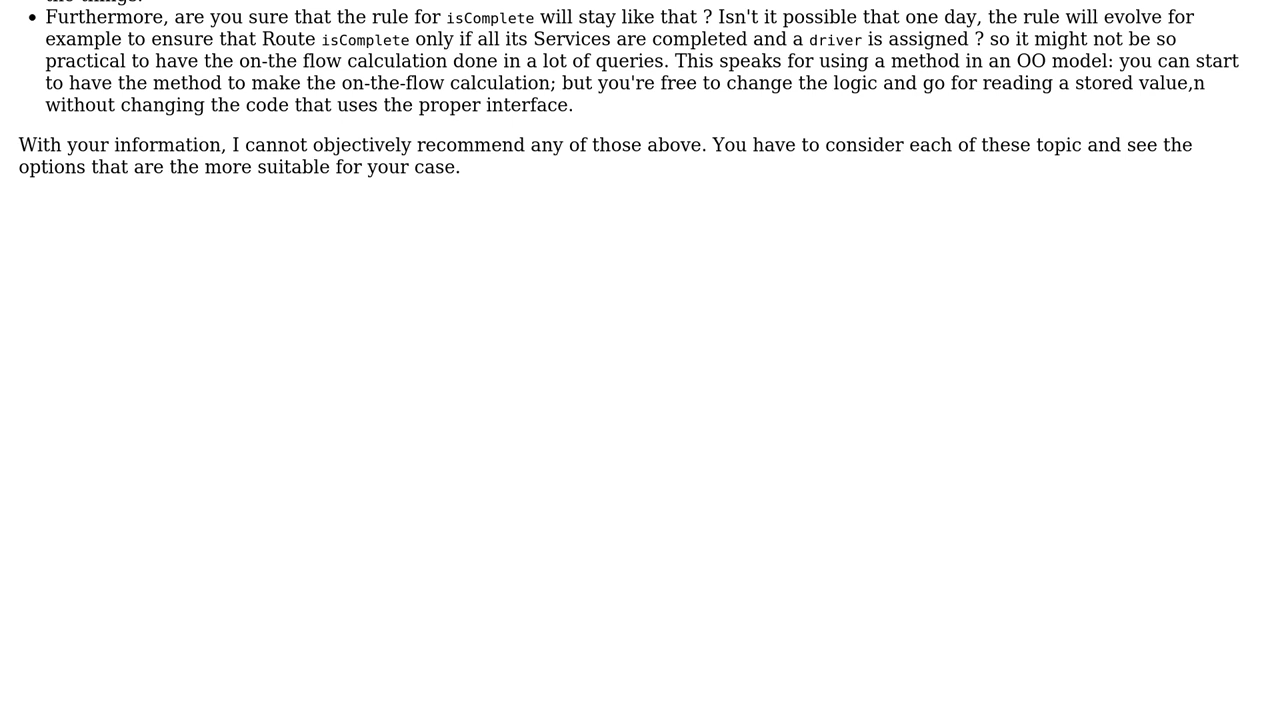 Furthermore, are you sure that the rule for isComplete will stay like that ? Isn't it possible that one day, the rule will evolve for
example to ensure that Route isComplete only if all its Services are completed and a driver is assigned ? so it might not be so
practical to have the on-the flow calculation done in a lot of queries. This speaks for using a method in an OO model: you can start
to have the method to make the on-the-flow calculation; but you're free to change the logic and go for reading a stored value,n
without changing the code that uses the proper interface.
With your information, I cannot objectively recommend any of those above. You have to consider each of these topic and see the
options that are the more suitable for your case.